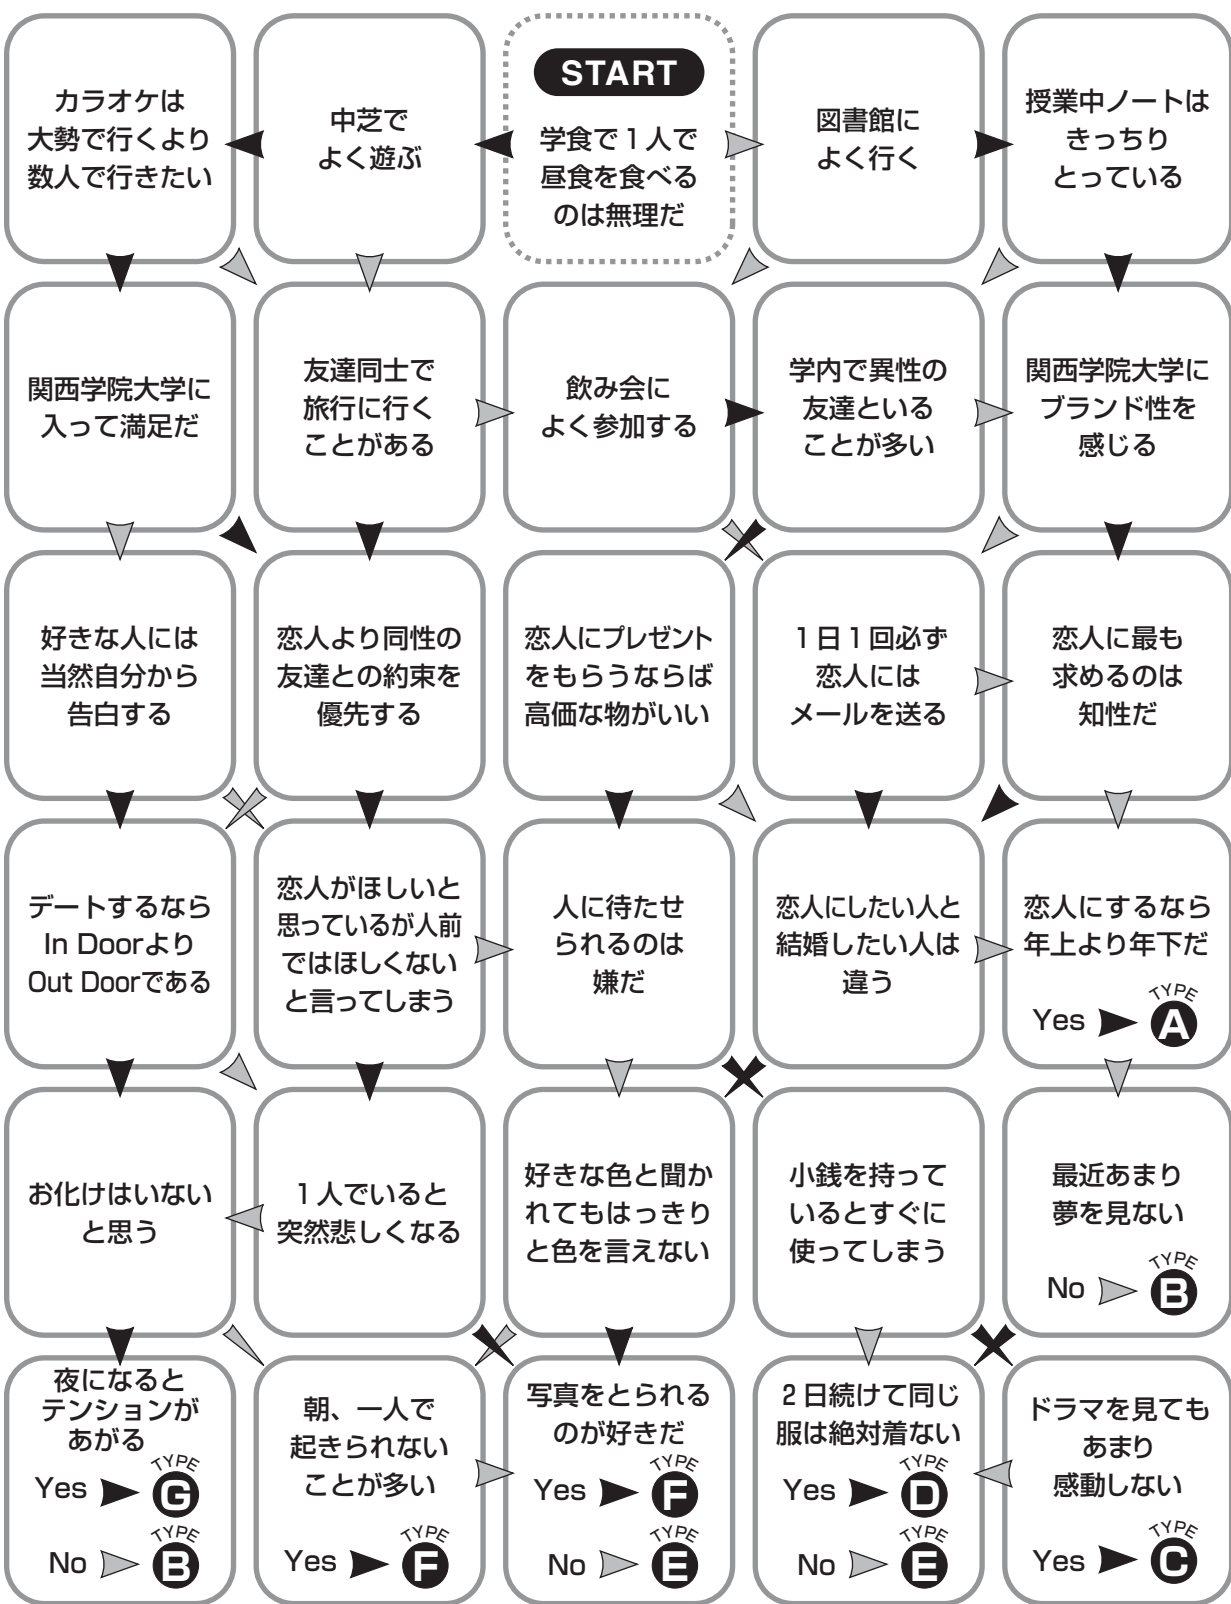 カラオケは
大勢で行くより
数人で行きたい
中芝で
よく遊ぶ
START
学食で1人で
昼食を食べる
のは無理だ
図書館に
よく行く
授業中ノートは
きっちり
とっている
関西学院大学に
入って満足だ
友達同士で
旅行に行く
ことがある
飲み会に
よく参加する
学内で異性の
友達といる
ことが多い
関西学院大学に
ブランド性を
感じる
好きな人には
当然自分から
告白する
恋人より同性の
友達との約束を
優先する
恋人にプレゼント
をもらうならば
高価な物がいい
1日1回必ず
恋人には
メールを送る
恋人に最も
求めるのは
知性だ
デートするなら
In Doorより
Out Doorである
恋人がほしいと
思っているが人前
ではほしくない
と言ってしまう
人に待たせ
られるのは
嫌だ
恋人にしたい人と
結婚したい人は
違う
恋人にするなら
年上より年下だ
Yes TYPE A
お化けはいない
と思う
1人でいると
突然悲しくなる
好きな色と聞か
れてもはっきり
と色を言えない
小銭を持って
いるとすぐに
使ってしまう
最近あまり
夢を見ない
No TYPE B
夜になると
テンションが
あがる
Yes TYPE G
No TYPE B
朝、一人で
起きられない
ことが多い
Yes TYPE F
写真をとられる
のが好きだ
Yes TYPE F
No TYPE E
2日続けて同じ
服は絶対着ない
Yes TYPE D
No TYPE E
ドラマを見ても
あまり
感動しない
Yes TYPE C